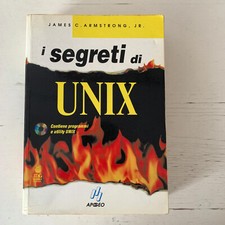 JAMES C. ARMSTRONG, JR.
i segreti di
UNIX
Contiene programmi
e utility UNIX
APOGEO